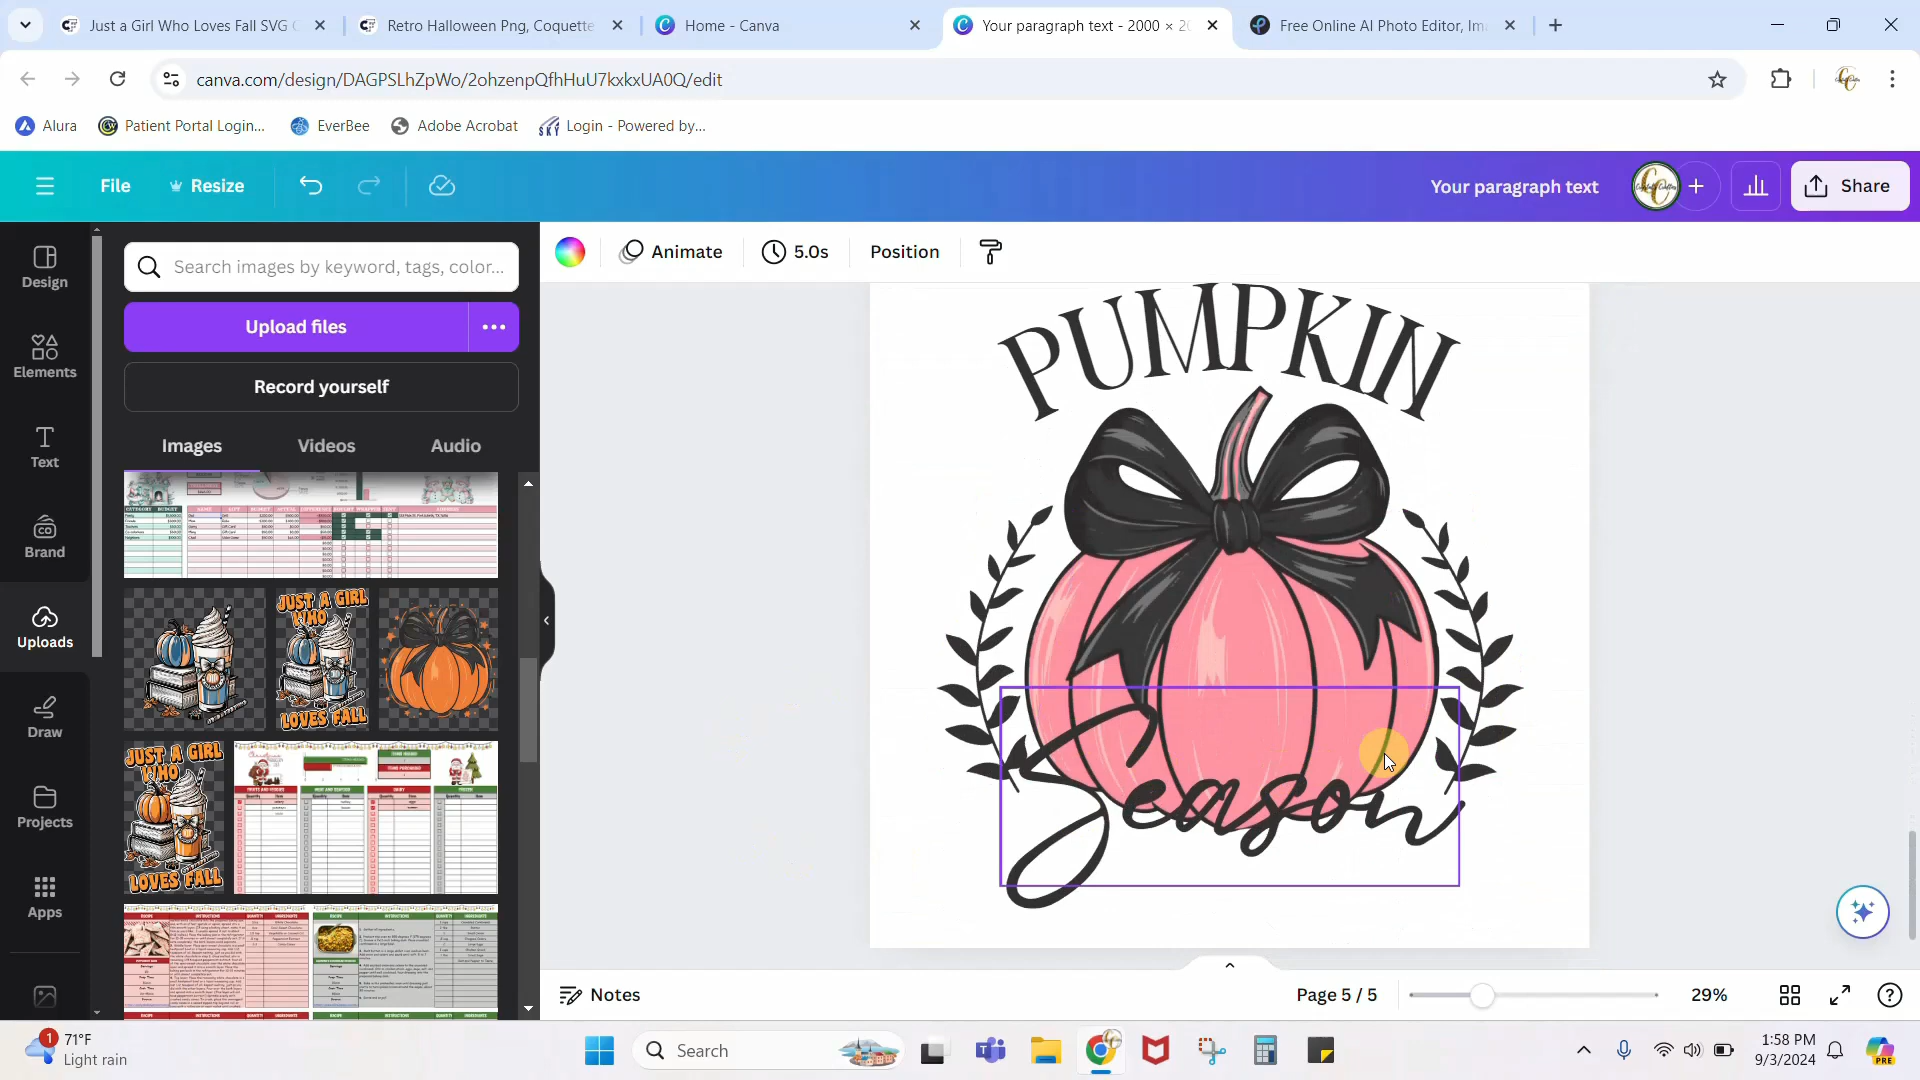 Just a Girl Who Loves Fall SVG
Retro Halloween Png, Coquette
Home - Canva
Your paragraph text - 2000 × 20
Free Online AI Photo Editor, Im
canva.com/design/DAGPSLhZpWo/2ohzenpQfhHuU7kxkxUA0Q/edit
Alura
Patient Portal Login...
EverBee
Adobe Acrobat
Login - Powered by...
File
Resize
Your paragraph text
Share
Design
Elements
Text
Brand
Uploads
Draw
Projects
Apps
Search images by keyword, tags, color...
Upload files
Record yourself
Images
Videos
Audio
JUST A GIRL
WHO
LOVES FALL
JUST A GIRL
WHO
LOVES FALL
Animate
5.0s
Position
PUMPKIN
Season
Notes
Page 5 / 5
29%
1
71°F
Light rain
Search
1:58 PM
9/3/2024
PRE